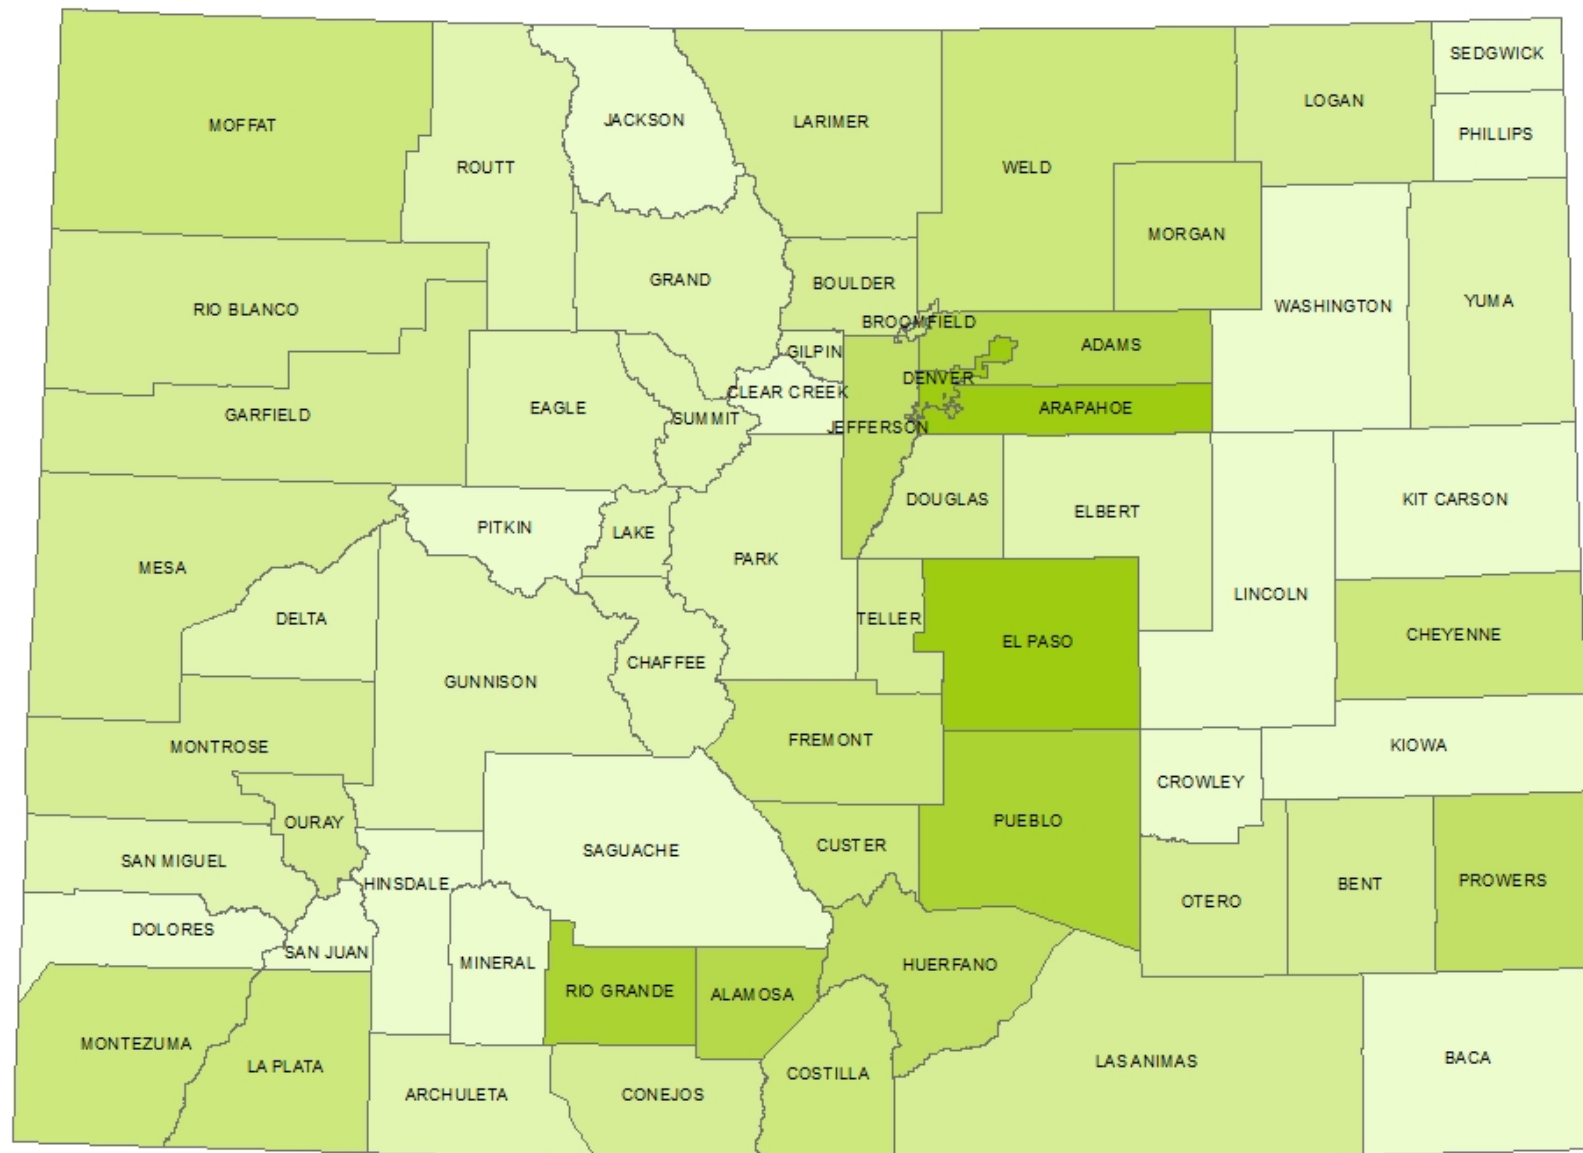 SEDGWICK
LOGAN
MOFFAT
JACKSON
LARIMER
PHILLIPS
ROUTT
WELD
MORGAN
GRAND
BOULDER
RIO BLANCO
WASHINGTON
YUMA
BROOMFIELD
GILPIN
ADAMS
DENVER
CLEAR CREEK
EAGLE
ARAPAHOE
GARFIELD
SUMMIT
JEFFERSON
DOUGLAS
KIT CARSON
ELBERT
PITKIN
LAKE
PARK
MESA
LINCOLN
DELTA
TELLER
CHEYENNE
EL PASO
CHAFFEE
GUNNISON
FREMONT
MONTROSE
KIOWA
CROWLEY
OURAY
PUEBLO
CUSTER
SAGUACHE
SAN MIGUEL
HINSDALE
BENT
PROWERS
OTERO
DOLORES
SAN JUAN
MINERAL
HUERFANO
RIO GRANDE
ALAMOSA
MONTEZUMA
LA PLATA
COSTILLA
LAS ANIMAS
BACA
ARCHULETA
CONEJOS